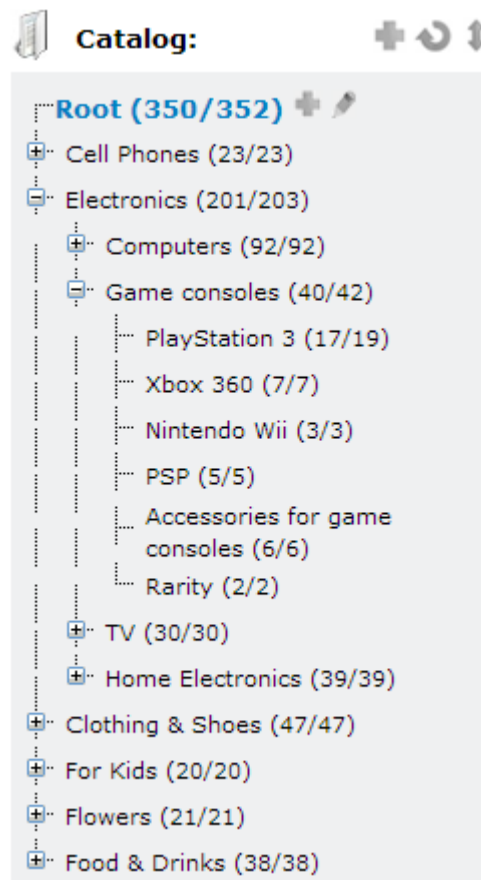 Catalog:
Root (350/352)
Cell Phones (23/23)
Electronics (201/203)
Computers (92/92)
Game consoles (40/42)
PlayStation 3 (17/19)
Xbox 360 (7/7)
Nintendo Wii (3/3)
PSP (5/5)
Accessories for game
consoles (6/6)
Rarity (2/2)
TV (30/30)
Home Electronics (39/39)
Clothing & Shoes (47/47)
For Kids (20/20)
Flowers (21/21)
Food & Drinks (38/38)